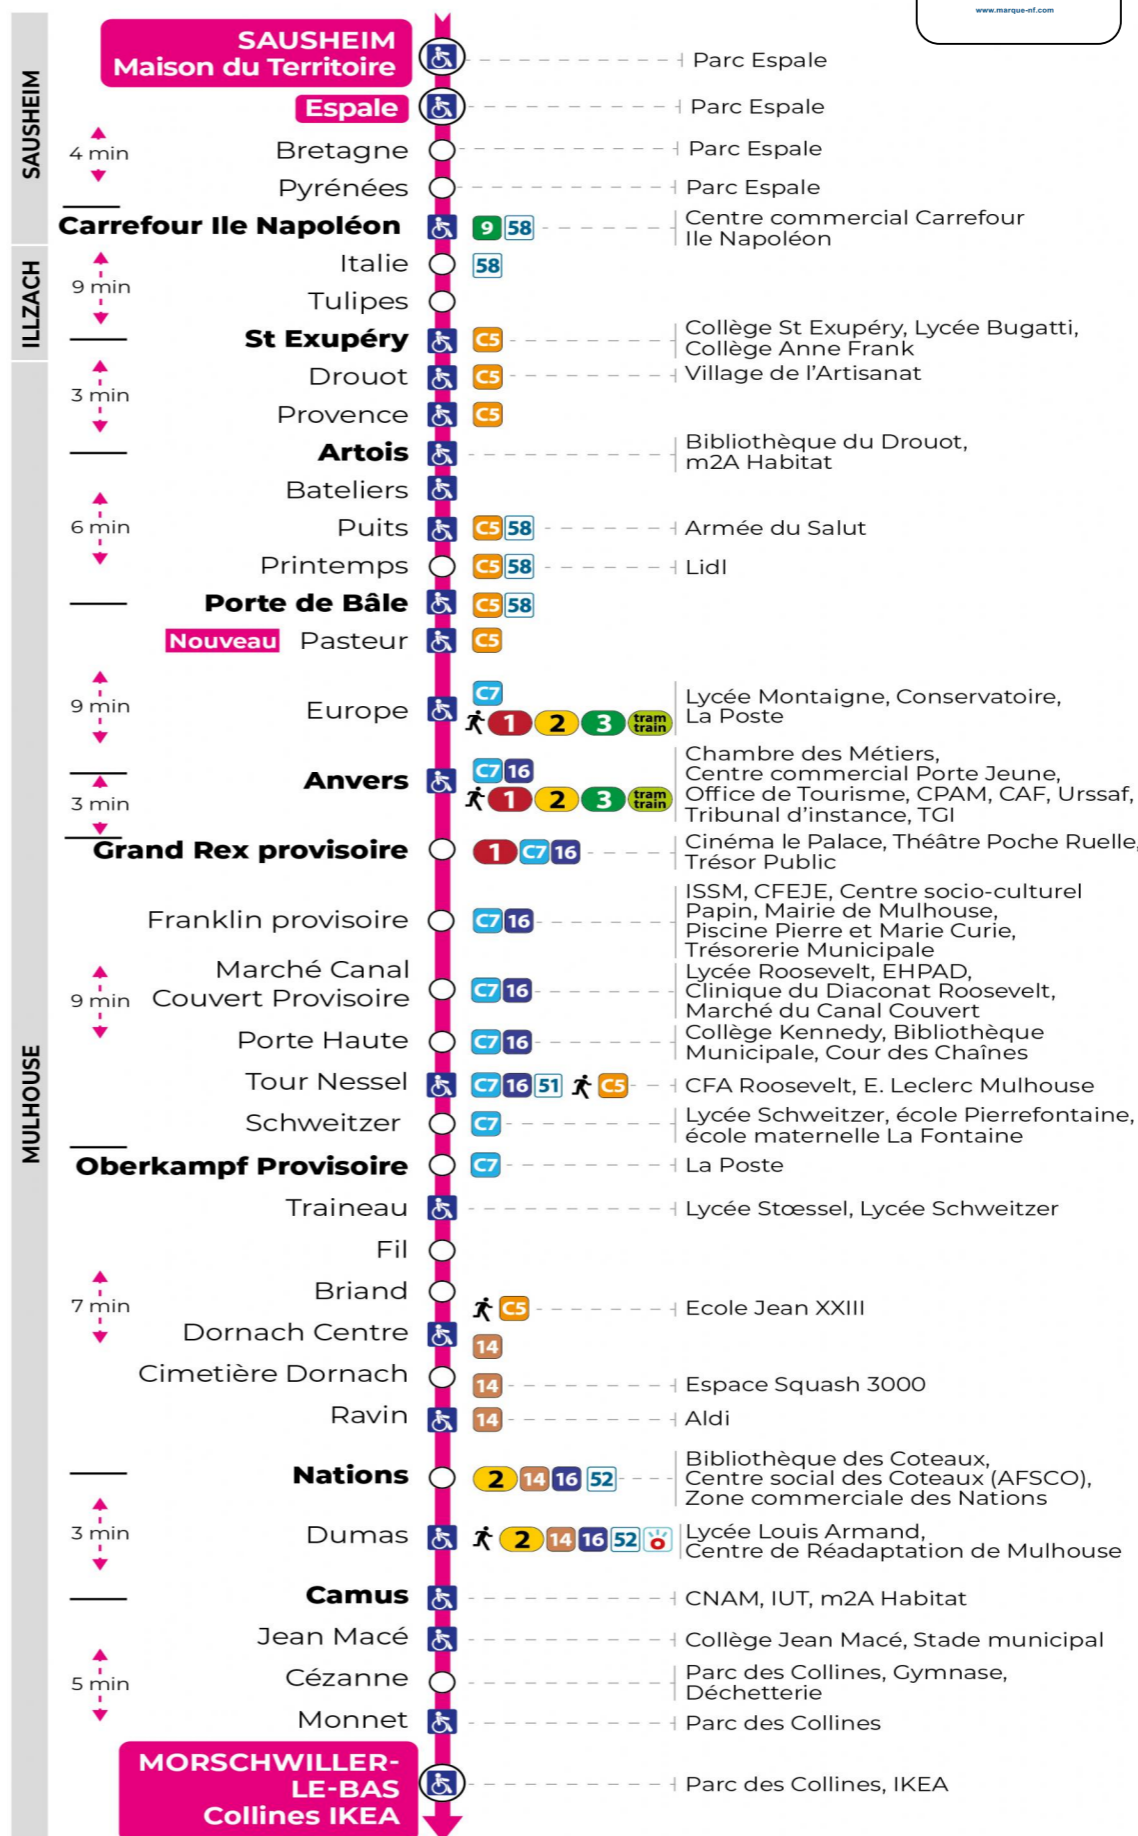 www.marque-nf.com
SAUSHEIM
SAUSHEIM
Maison du Territoire
Parc Espale
Espale
Parc Espale
4 min
Bretagne
Parc Espale
Pyrénées
Parc Espale
Carrefour Ile Napoléon
9 58
Centre commercial Carrefour
Ile Napoléon
ILLZACH
9 min
Italie
58
Tulipes
St Exupéry
C5
Collège St Exupéry, Lycée Bugatti,
Collège Anne Frank
MULHOUSE
3 min
Drouot
C5
Village de l'Artisanat
Provence
C5
Artois
Bibliothèque du Drouot,
m2A Habitat
Bateliers
6 min
Puits
C5 58
Armée du Salut
Printemps
C5 58
Lidl
Porte de Bâle
C5 58
Nouveau Pasteur
C5
9 min
Europe
C7
1 2 3 tram train
Lycée Montaigne, Conservatoire,
La Poste
Anvers
C7 16
1 2 3 tram train
Chambre des Métiers,
Centre commercial Porte Jeune,
Office de Tourisme, CPAM, CAF, Urssaf,
Tribunal d'instance, TGI
3 min
Grand Rex provisoire
1 C7 16
Cinéma le Palace, Théâtre Poche Ruelle,
Trésor Public
Franklin provisoire
C7 16
ISSM, CFEJE, Centre socio-culturel
Papin, Mairie de Mulhouse,
Piscine Pierre et Marie Curie,
Trésorerie Municipale
9 min
Marché Canal
Couvert Provisoire
C7 16
Lycée Roosevelt, EHPAD,
Clinique du Diaconat Roosevelt,
Marché du Canal Couvert
Porte Haute
C7 16
Collège Kennedy, Bibliothèque
Municipale, Cour des Chaînes
Tour Nessel
C7 16 51 C5
CFA Roosevelt, E. Leclerc Mulhouse
Schweitzer
C7
Lycée Schweitzer, école Pierrefontaine,
école maternelle La Fontaine
Oberkampf Provisoire
C7
La Poste
Traineau
Lycée Stœssel, Lycée Schweitzer
Fil
7 min
Briand
C5
Ecole Jean XXIII
Dornach Centre
14
Cimetière Dornach
14
Espace Squash 3000
Ravin
14
Aldi
Nations
2 14 16 52
Bibliothèque des Coteaux,
Centre social des Coteaux (AFSCO),
Zone commerciale des Nations
3 min
Dumas
2 14 16 52
Lycée Louis Armand,
Centre de Réadaptation de Mulhouse
Camus
CNAM, IUT, m2A Habitat
Jean Macé
Collège Jean Macé, Stade municipal
5 min
Cézanne
Parc des Collines, Gymnase,
Déchetterie
Monnet
Parc des Collines
MORSCHWILLER-
LE-BAS
Collines IKEA
Parc des Collines, IKEA